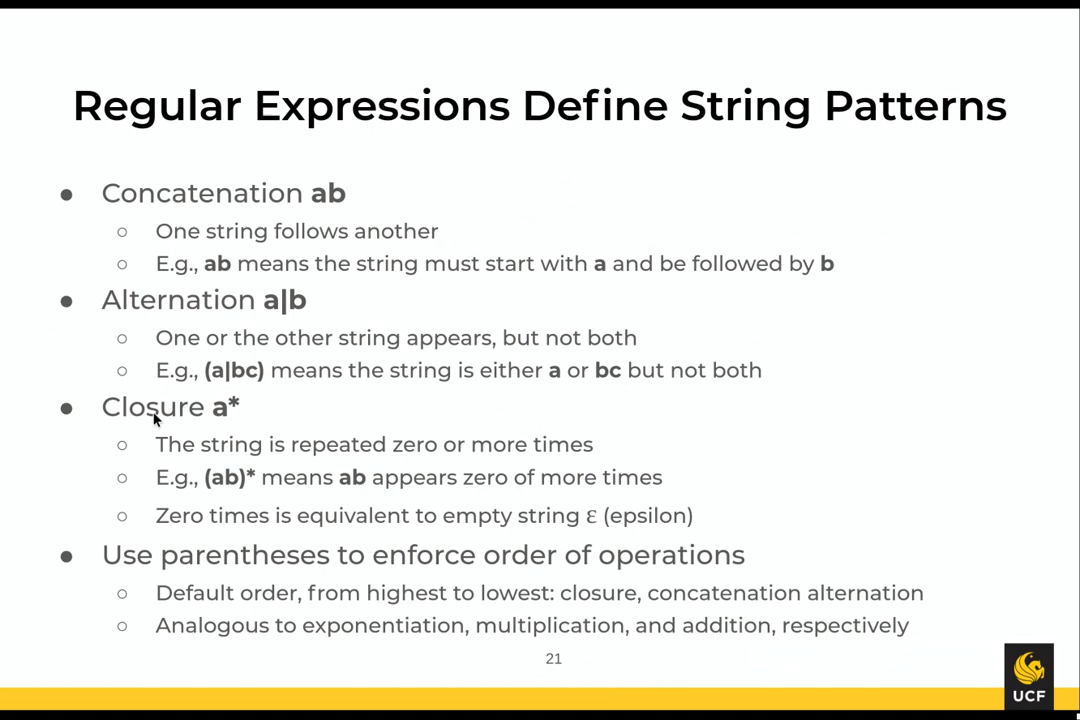 Regular Expressions Define String Patterns
● Concatenation ab
○ One string follows another
○ E.g., ab means the string must start with a and be followed by b
● Alternation a|b
○ One or the other string appears, but not both
○ E.g., (a|bc) means the string is either a or bc but not both
● Closure a*
○ The string is repeated zero or more times
○ E.g., (ab)* means ab appears zero of more times
○ Zero times is equivalent to empty string ε (epsilon)
● Use parentheses to enforce order of operations
○ Default order, from highest to lowest: closure, concatenation alternation
○ Analogous to exponentiation, multiplication, and addition, respectively
21
UCF